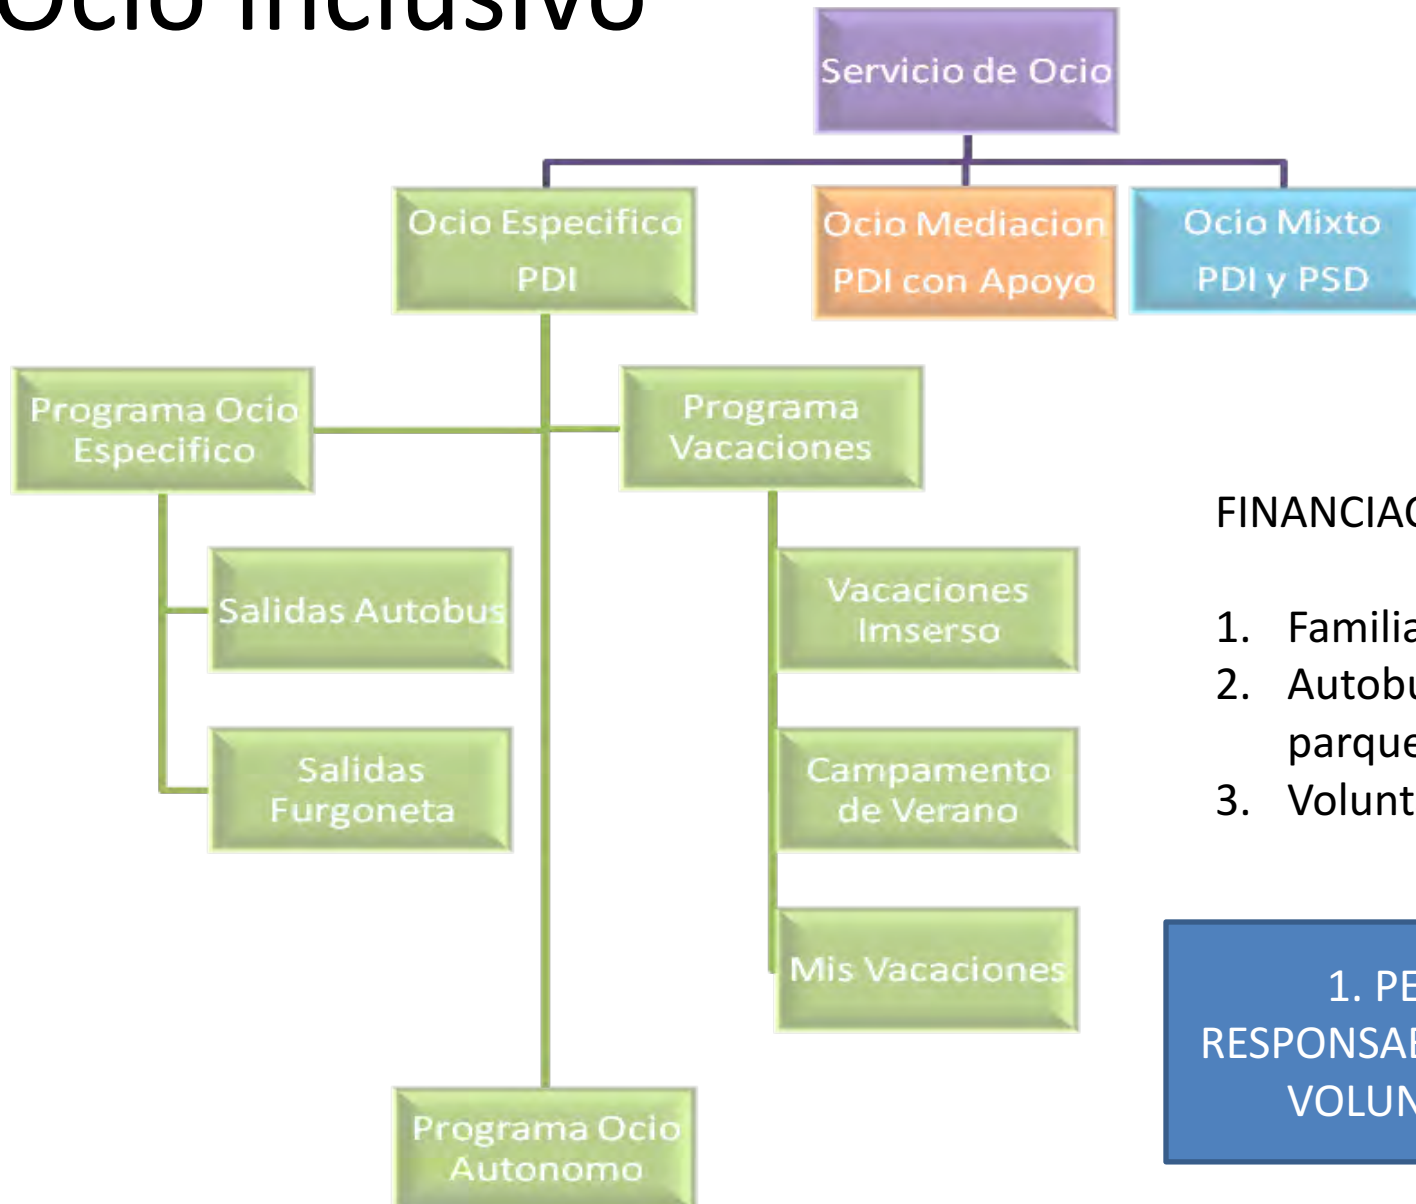 Ocio inclusivo
Servicio de Ocio
Ocio Especifico
PDI
Ocio Mediacion
PDI con Apoyo
Ocio Mixto
PDI y PSD
Programa Ocio
Especifico
Programa
Vacaciones
Salidas Autobus
Salidas
Furgoneta
Vacaciones
Imserso
Campamento
de Verano
Mis Vacaciones
Programa Ocio
Autonomo
FINANCIA
1. Familia
2. Autobu
parque
3. Volunt
1. PE
RESPONSAB
VOLUN